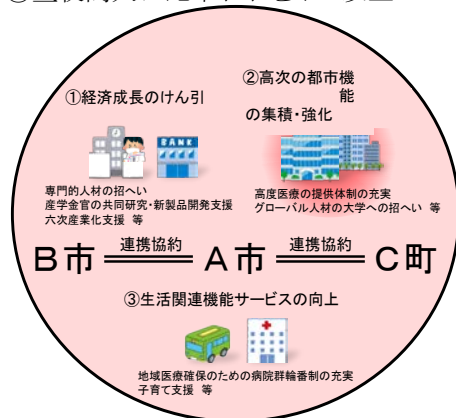 ①経済成長のけん引
②高次の都市機能
の集積・強化
BANK
専門的人材の招へい
産学金官の共同研究・新製品開発支援
六次産業化支援 等
高度医療の提供体制の充実
グローバル人材の大学への招へい 等
連携協約
連携協約
B市
A市
C町
③生活関連機能サービスの向上
地域医療確保のための病院群輪番制の充実
子育て支援 等